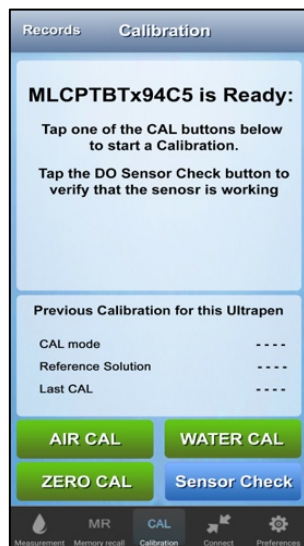 Records Calibration
MLCPTBTx94C5 is Ready:
Tap one of the CAL buttons below
to start a Calibration.
Tap the DO Sensor Check button to
verify that the senosr is working
Previous Calibration for this Ultrapen
CAL mode ----
Reference Solution ----
Last CAL ----
AIR CAL WATER CAL
ZERO CAL Sensor Check
MR CAL
Measurement Memory recall Calibration Connect Preferences